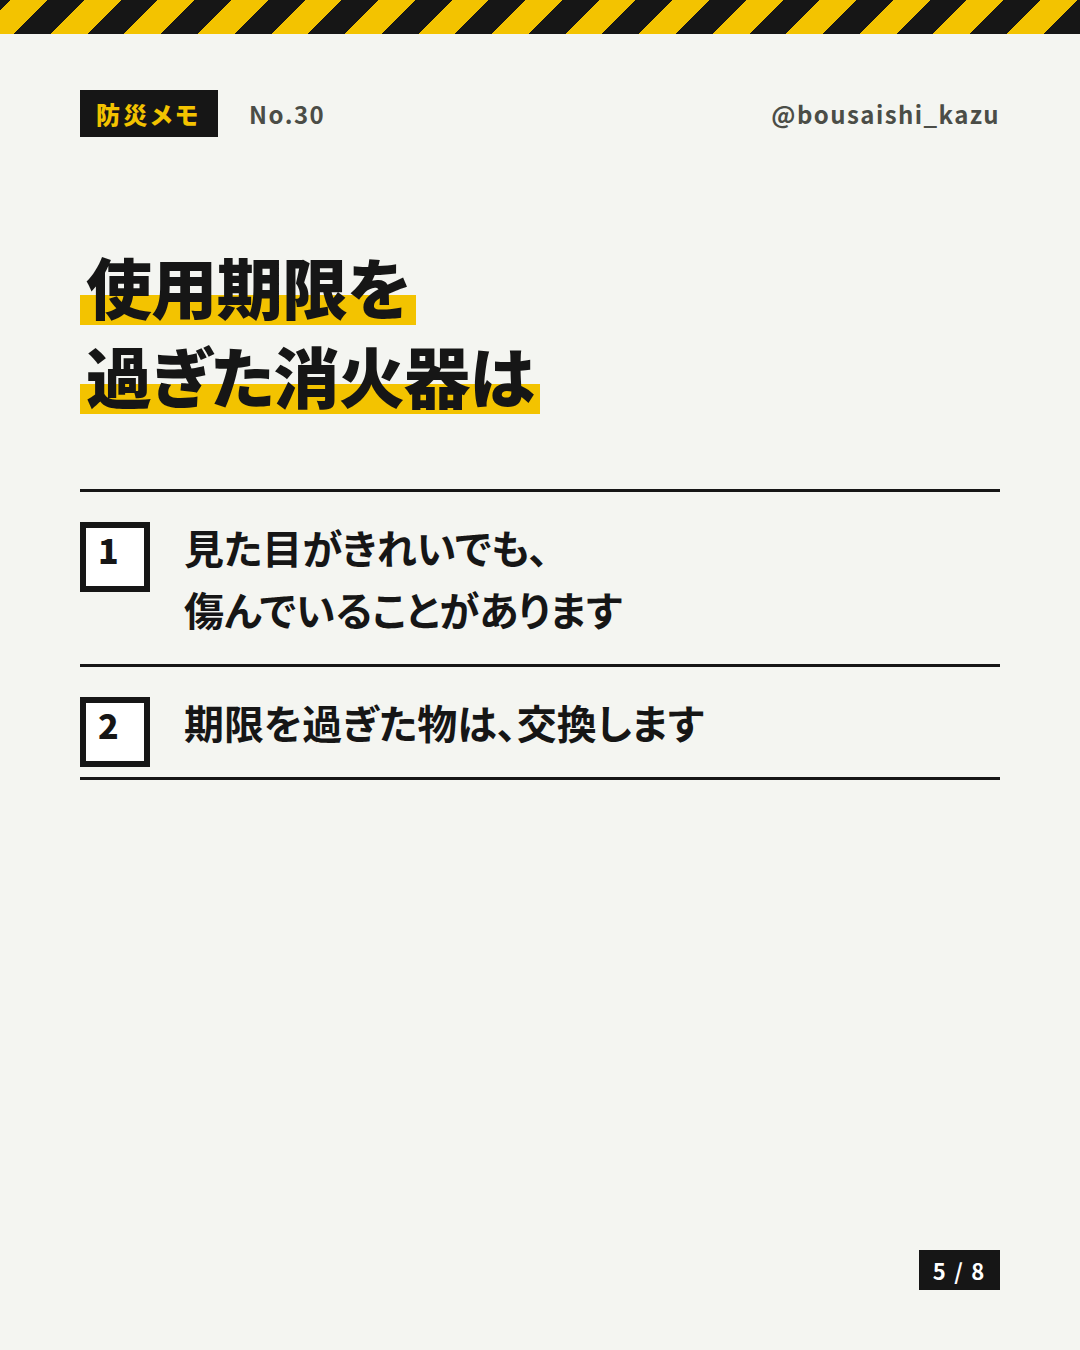 防災メモ No.30 @bousaishi_kazu
使用期限を
過ぎた消火器は
1 見た目がきれいでも、
傷んでいることがあります
2 期限を過ぎた物は、交換します
5 / 8